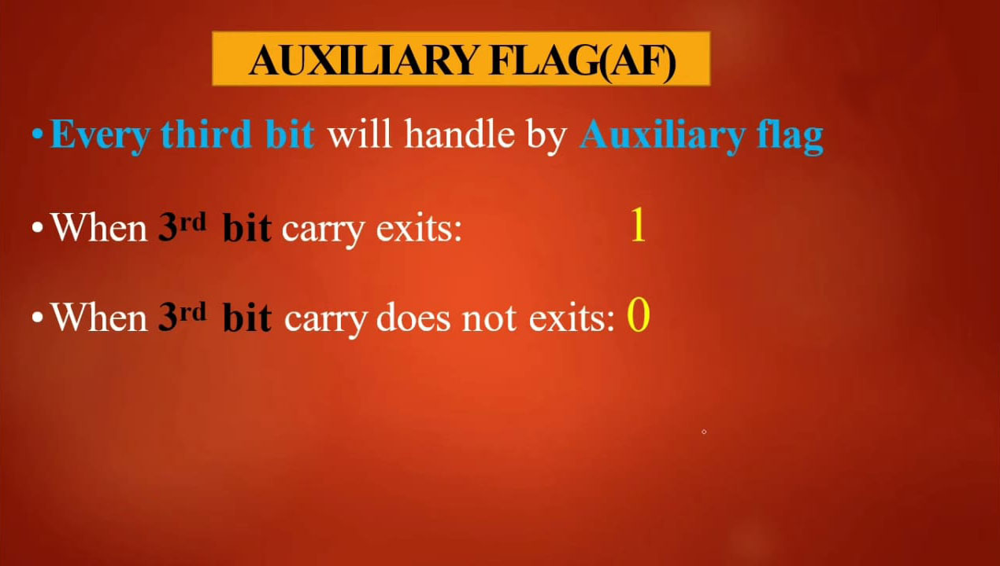 AUXILIARY FLAG(AF)
• Every third bit will handle by Auxiliary flag
• When 3rd bit carry exits: 1
• When 3rd bit carry does not exits: 0